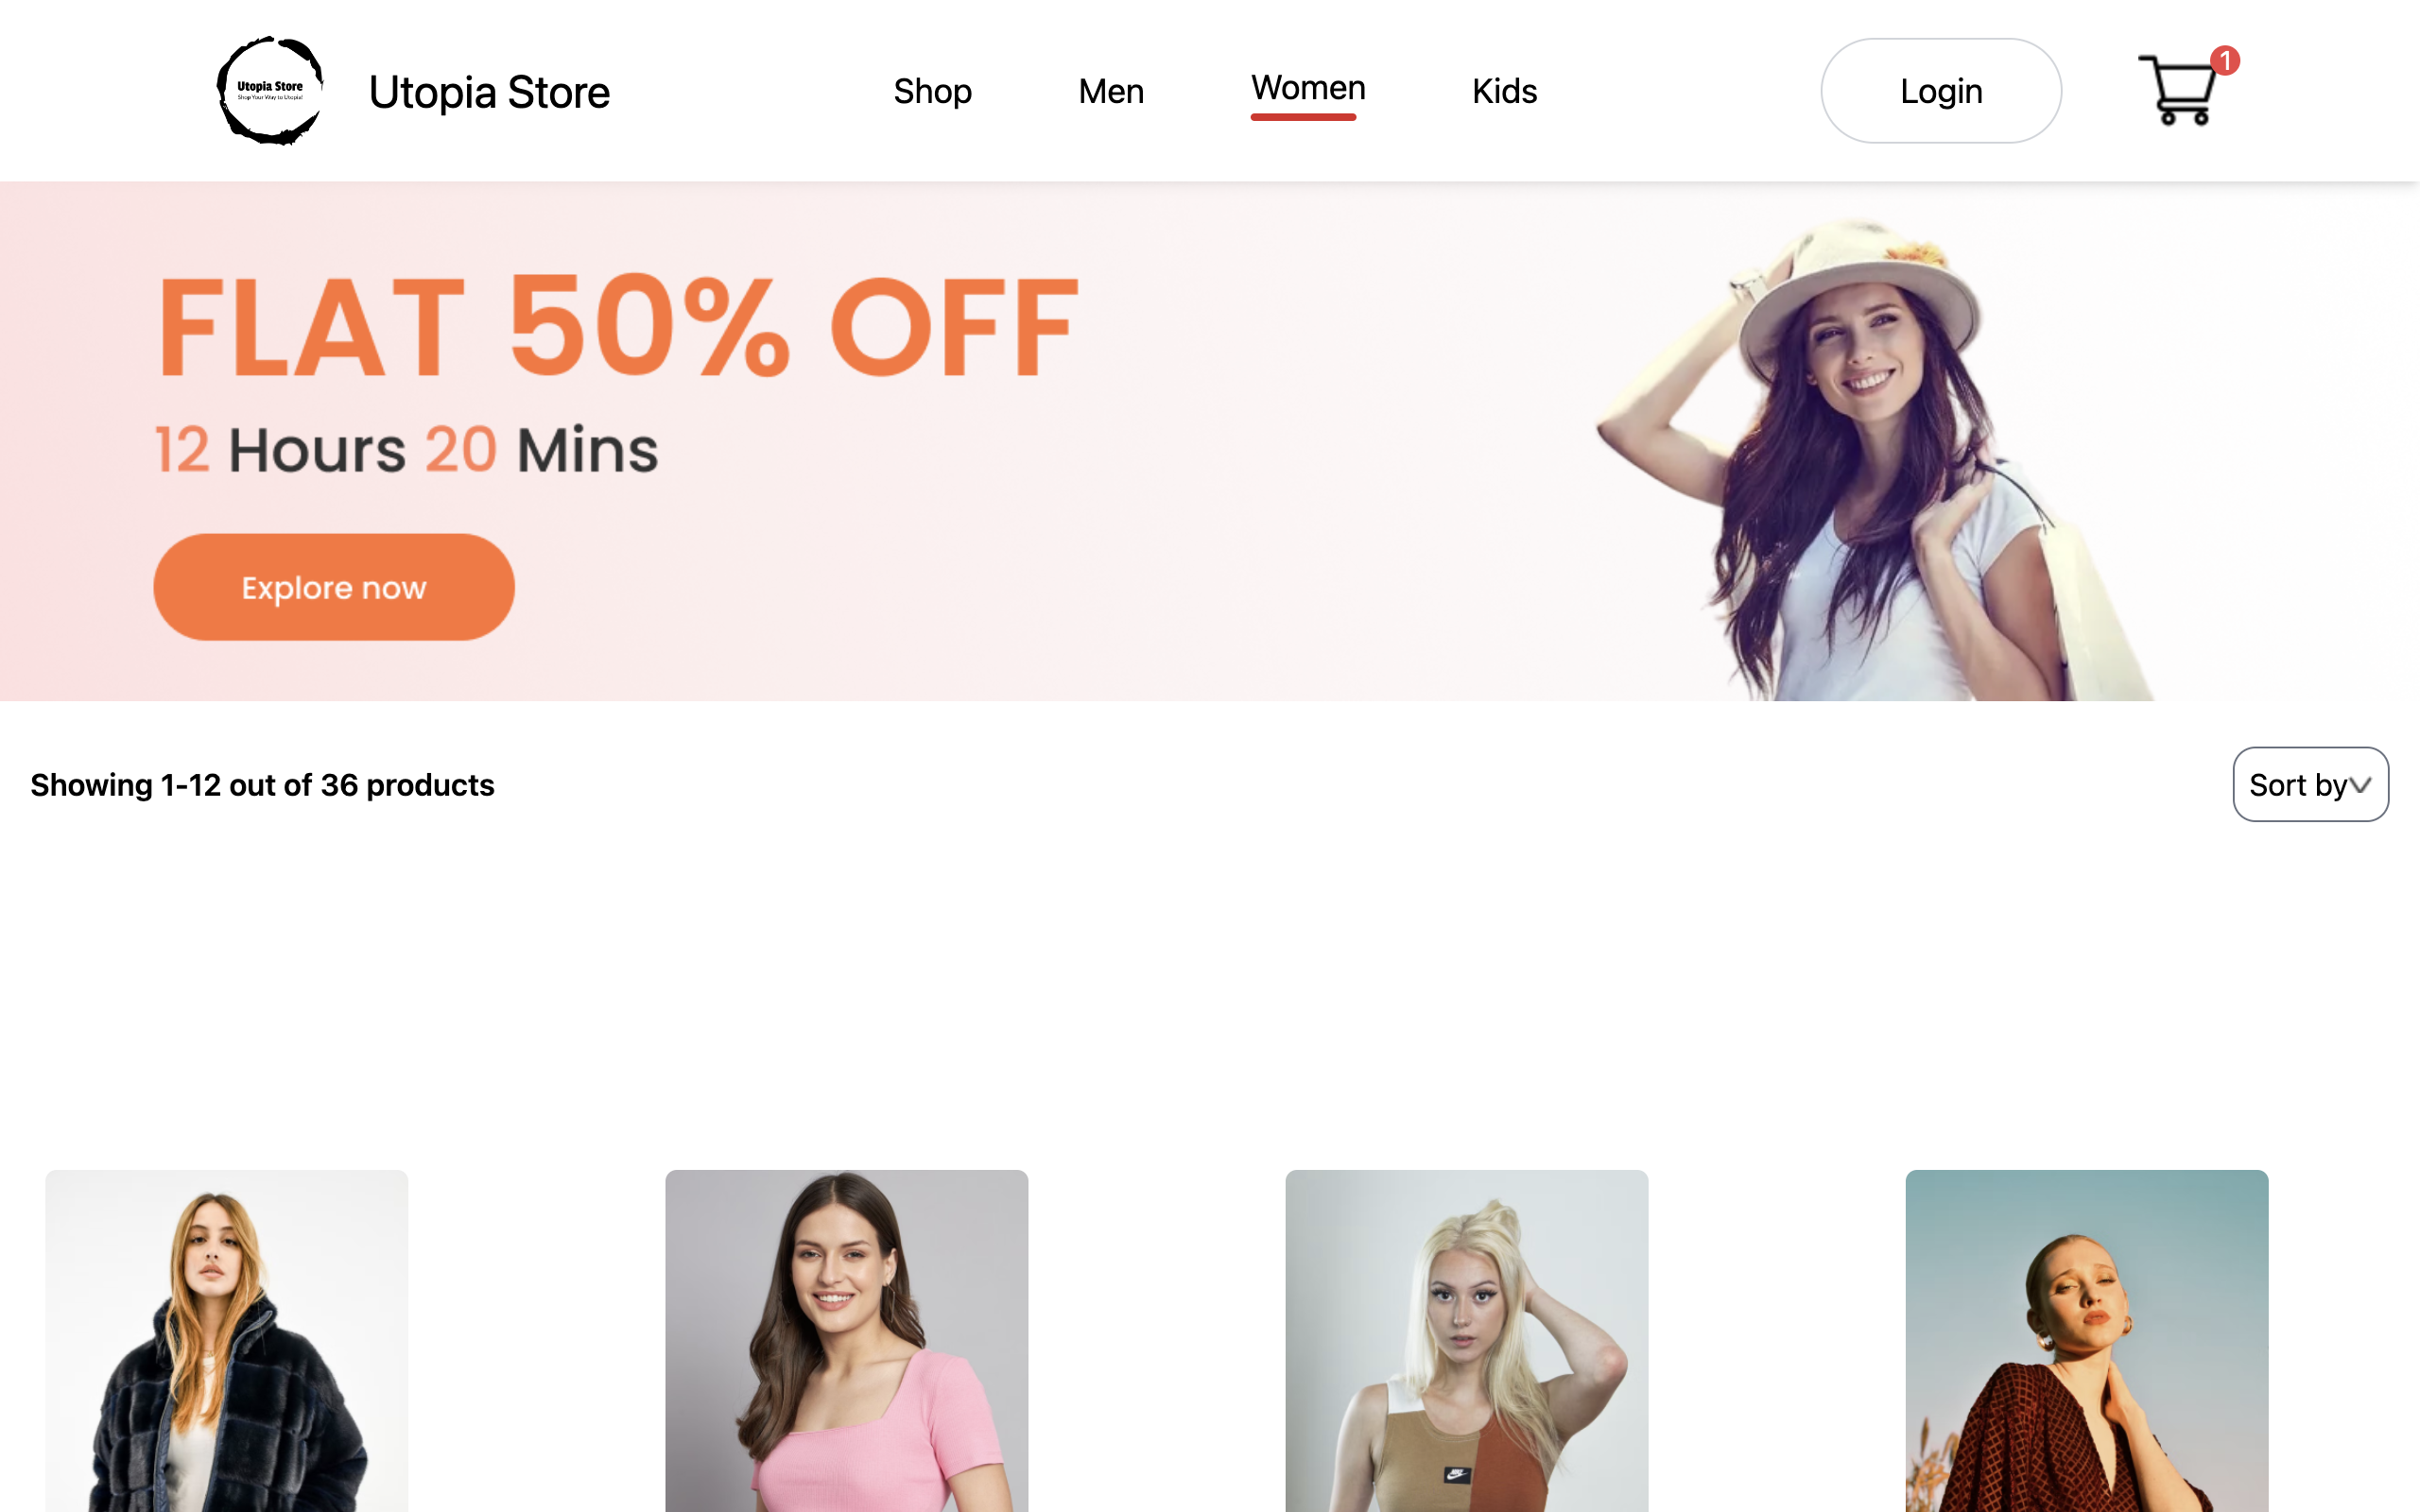 Utopia Store
Shop Your Way to Utopia!
Utopia Store
Shop
Men
Women
Kids
Login
1
FLAT 50% OFF
12 Hours 20 Mins
Explore now
Showing 1-12 out of 36 products
Sort by